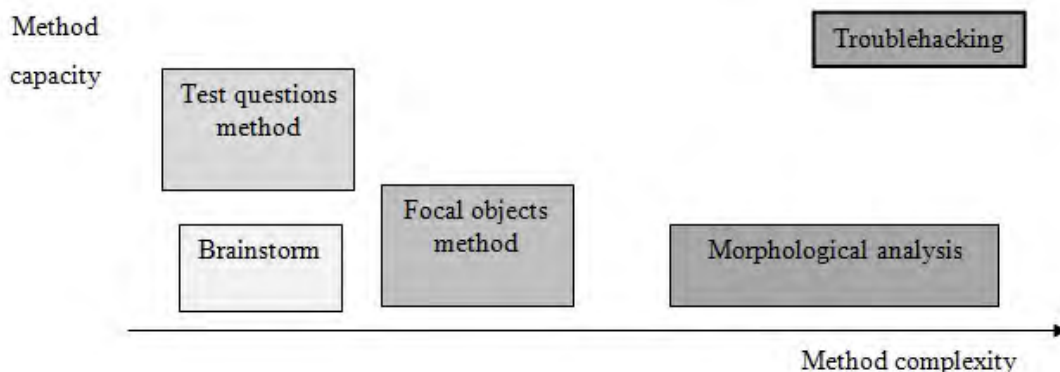 Method
capacity
Troublehacking
Test questions
method
Focal objects
method
Brainstorm
Morphological analysis
Method complexity